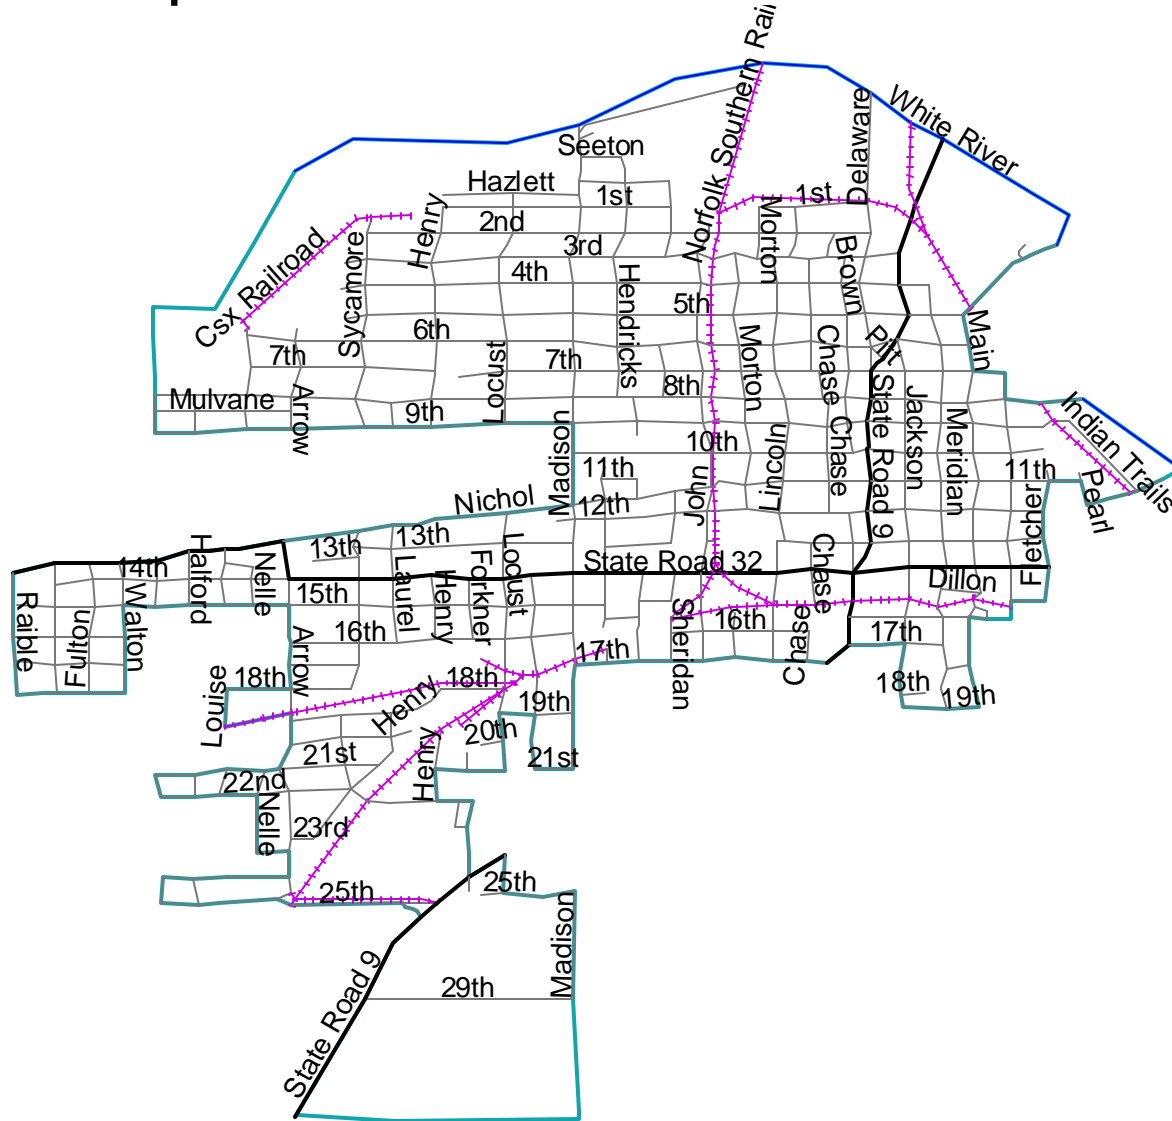 Norfolk Southern Rai
White River
Delaware
Seeton
Hazlett
1st
1st
Henry
2nd
Morton
3rd
Sycamore
Brown
4th
Csx Railroad
Hendricks
5th
6th
Pitt
Main
7th
7th
Locust
Morton
Chase
8th
State Road 9
Jackson
Mulvane
Arrow
9th
Madison
Lincoln
Chase
Meridian
Indian Trails
10th
11th
11th
Pearl
Nichol
12th
John
Fletcher
13th
13th
Locust
14th
Halford
Nelle
State Road 32
Chase
Dillon
Raible
Fulton
Walton
15th
Laurel
Henry
Forkner
16th
16th
Sheridan
Chase
17th
17th
Arrow
18th
18th
18th
19th
19th
Louise
Henry
20th
Henry
21st
21st
22nd
Nelle
23rd
25th
25th
Madison
State Road 9
29th